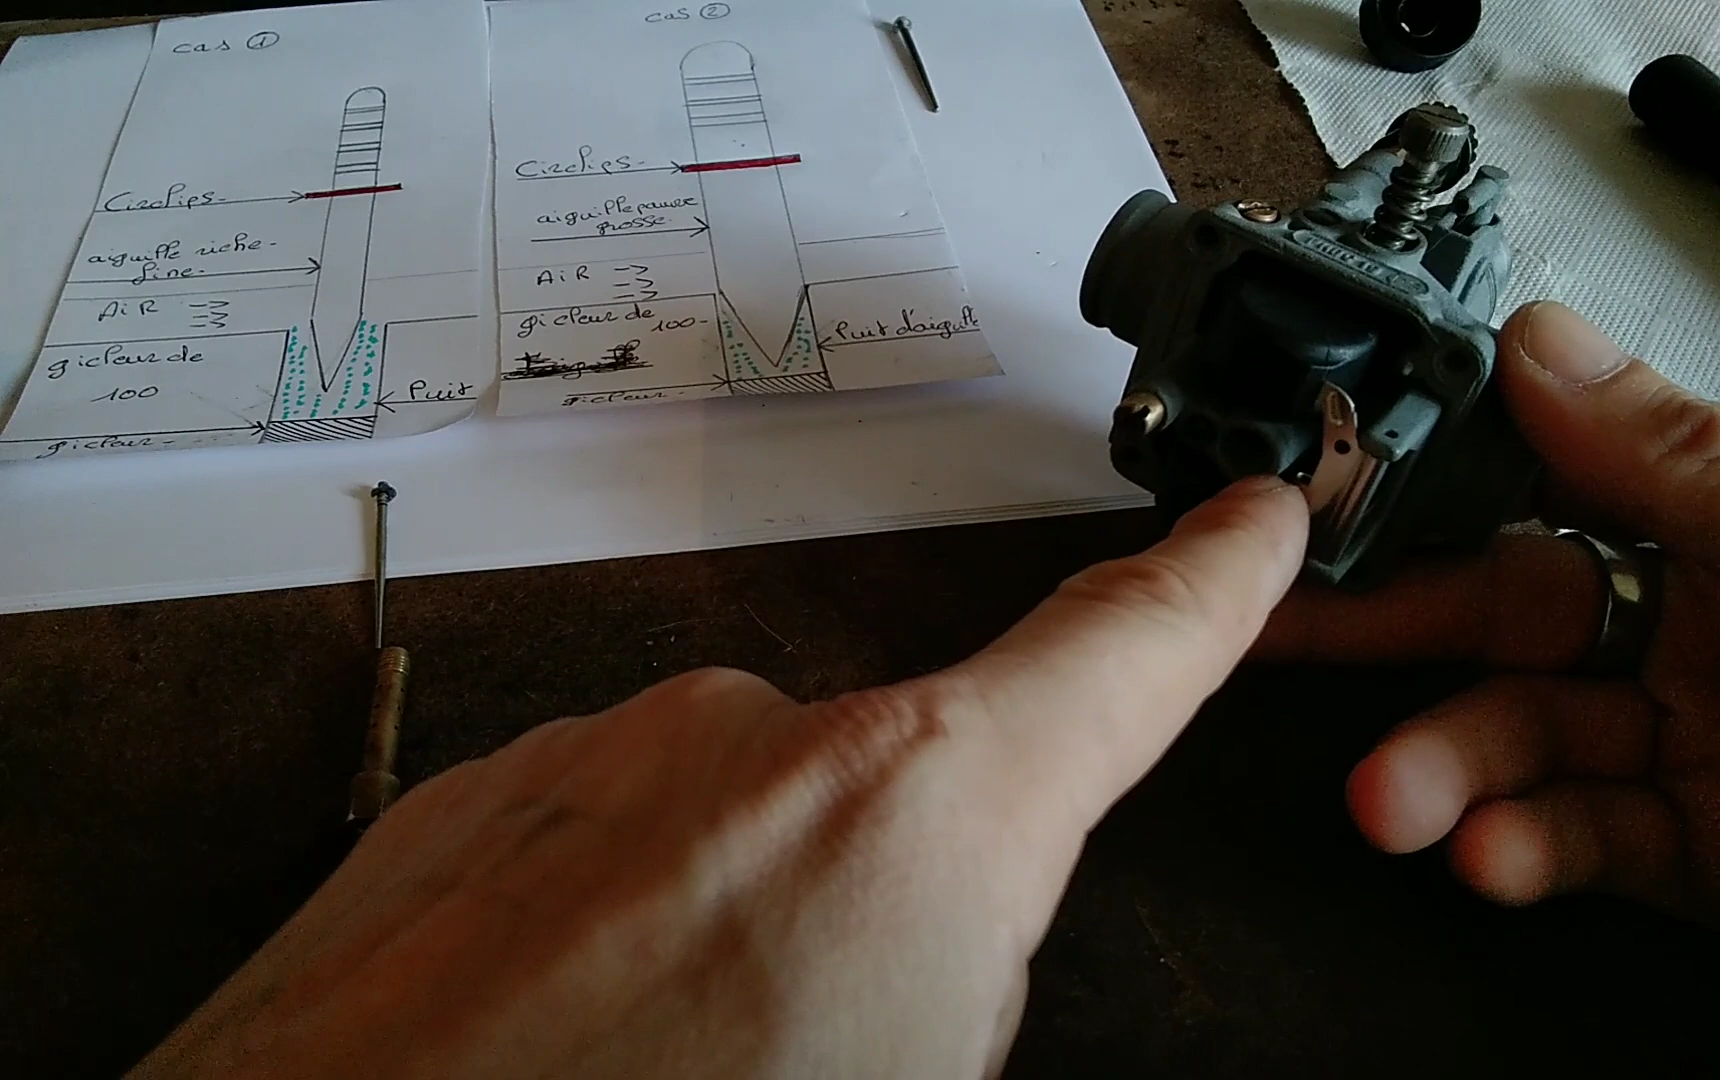 cas ①
Circlips-
aiguille riche-
fine-
AiR
gicleur de
100
gicleur-
Puit
cas ②
Circlips-
aiguille pauvre
grosse-
AiR
gicleur de
100-
gicleur-
Puit d'aiguille